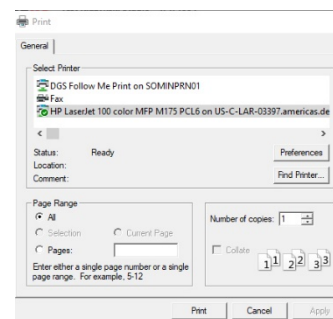 Print
General
Select Printer
DGS Follow Me Print on SOMINPRN01
Fax
HP LaserJet 100 color MFP M175 PCL6 on US-C-LAR-03397.americas.de
Status: Ready Preferences
Location:
Comment: Find Printer...
Page Range
All Number of copies: 1
Selection Current Page
Pages: Collate
Enter either a single page number or a single
page range. For example, 5-12
1 1 2 2 3 3
Print Cancel Apply